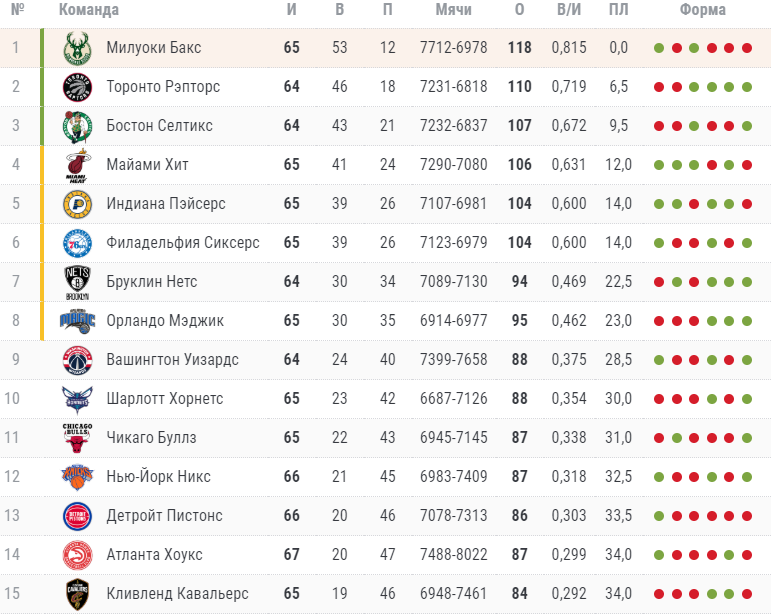 № Команда И В П Мячи О В/И ПЛ Форма
1 Милуоки Бакс 65 53 12 7712-6978 118 0,815 0,0
2 Торонто Рэпторс 64 46 18 7231-6818 110 0,719 6,5
3 Бостон Селтикс 64 43 21 7232-6837 107 0,672 9,5
4 Майами Хит 65 41 24 7290-7080 106 0,631 12,0
5 Индиана Пэйсерс 65 39 26 7107-6981 104 0,600 14,0
6 Филадельфия Сиксерс 65 39 26 7123-6979 104 0,600 14,0
7 Бруклин Нетс 64 30 34 7089-7130 94 0,469 22,5
8 Орландо Мэджик 65 30 35 6914-6977 95 0,462 23,0
9 Вашингтон Уизардс 64 24 40 7399-7658 88 0,375 28,5
10 Шарлотт Хорнетс 65 23 42 6687-7126 88 0,354 30,0
11 Чикаго Буллз 65 22 43 6945-7145 87 0,338 31,0
12 Нью-Йорк Никс 66 21 45 6983-7409 87 0,318 32,5
13 Детройт Пистонс 66 20 46 7078-7313 86 0,303 33,5
14 Атланта Хоукс 67 20 47 7488-8022 87 0,299 34,0
15 Кливленд Кавальерс 65 19 46 6948-7461 84 0,292 34,0